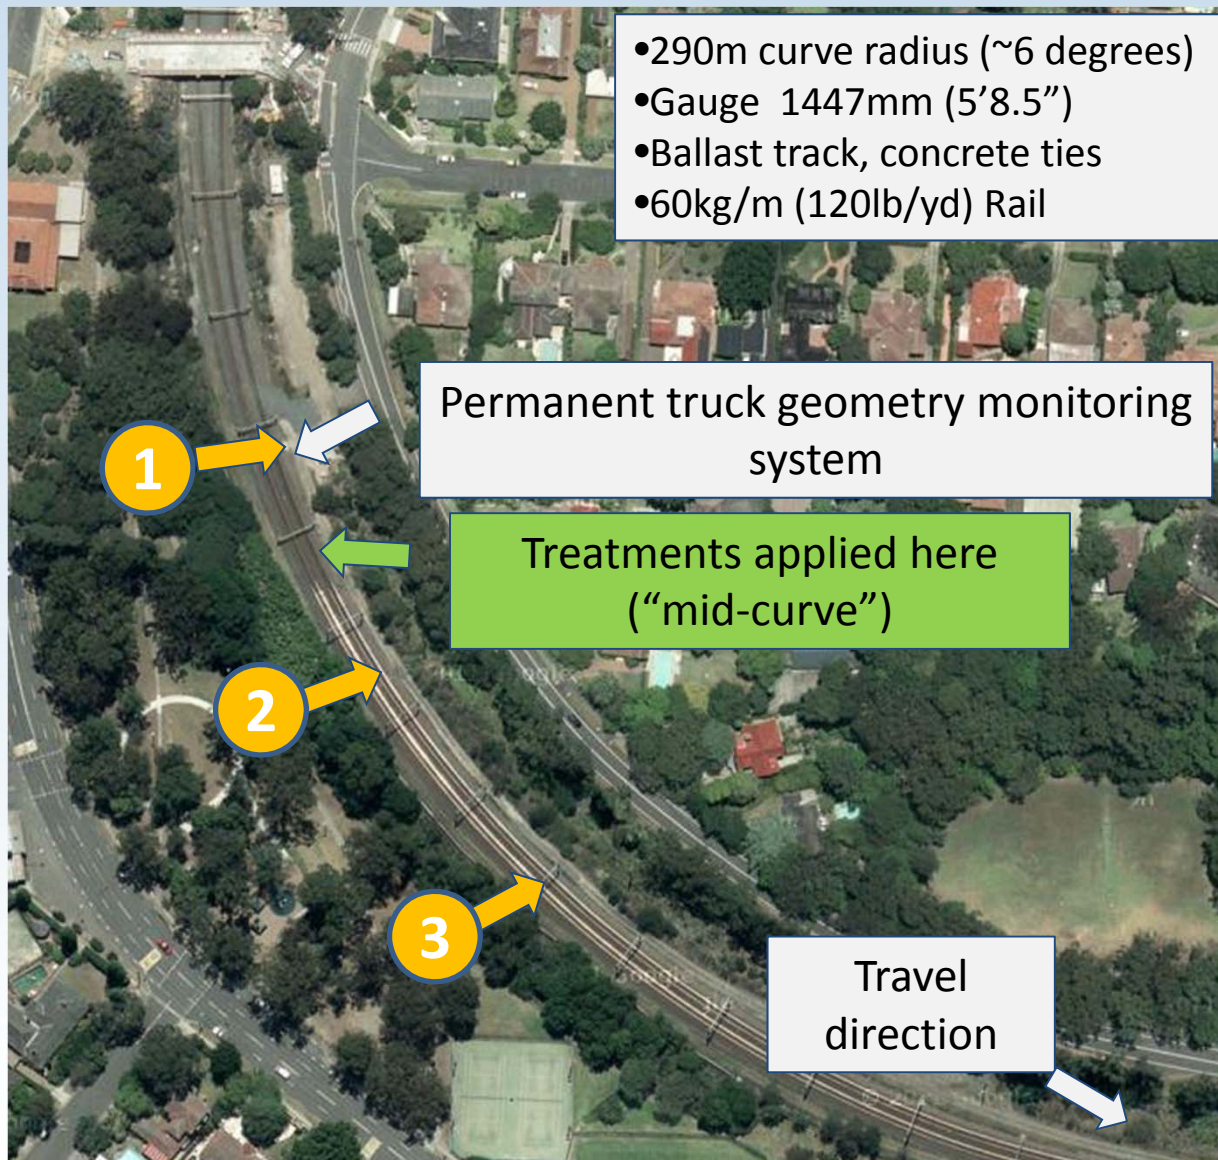 •290m curve radius (~6 degrees)
•Gauge  1447mm (5’8.5”)
•Ballast track, concrete ties
•60kg/m (120lb/yd) Rail
Permanent truck geometry monitoring
system
1
Treatments applied here
(“mid-curve”)
2
3
Travel
direction